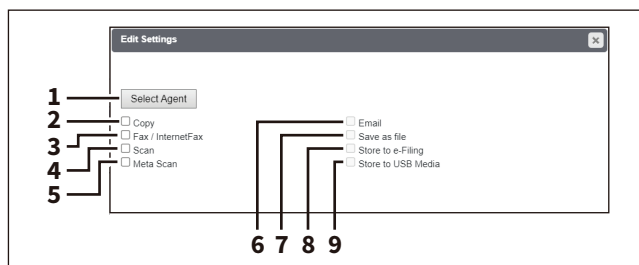 Edit Settings
×
1 Select Agent
2 Copy
3 Fax / InternetFax
4 Scan
5 Meta Scan
Email
Save as file
Store to e-Filing
Store to USB Media
6 7 8 9